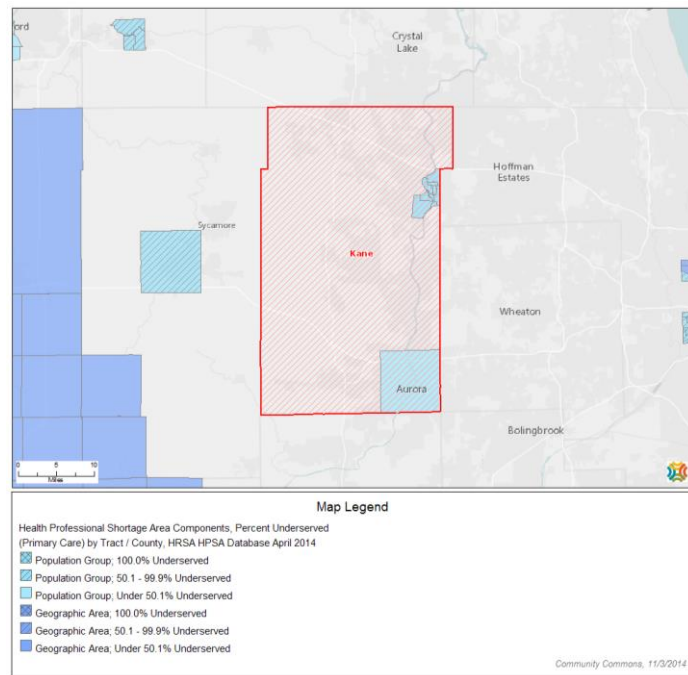 ord
Crystal
Lake
Hoffman
Estates
Sycamore
Kane
Wheaton
Aurora
Bolingbrook
0 5 10
Miles
Map Legend
Health Professional Shortage Area Components, Percent Underserved
(Primary Care) by Tract / County, HRSA HPSA Database April 2014
Population Group; 100.0% Underserved
Population Group; 50.1 - 99.9% Underserved
Population Group; Under 50.1% Underserved
Geographic Area; 100.0% Underserved
Geographic Area; 50.1 - 99.9% Underserved
Geographic Area; Under 50.1% Underserved
Community Commons, 11/3/2014